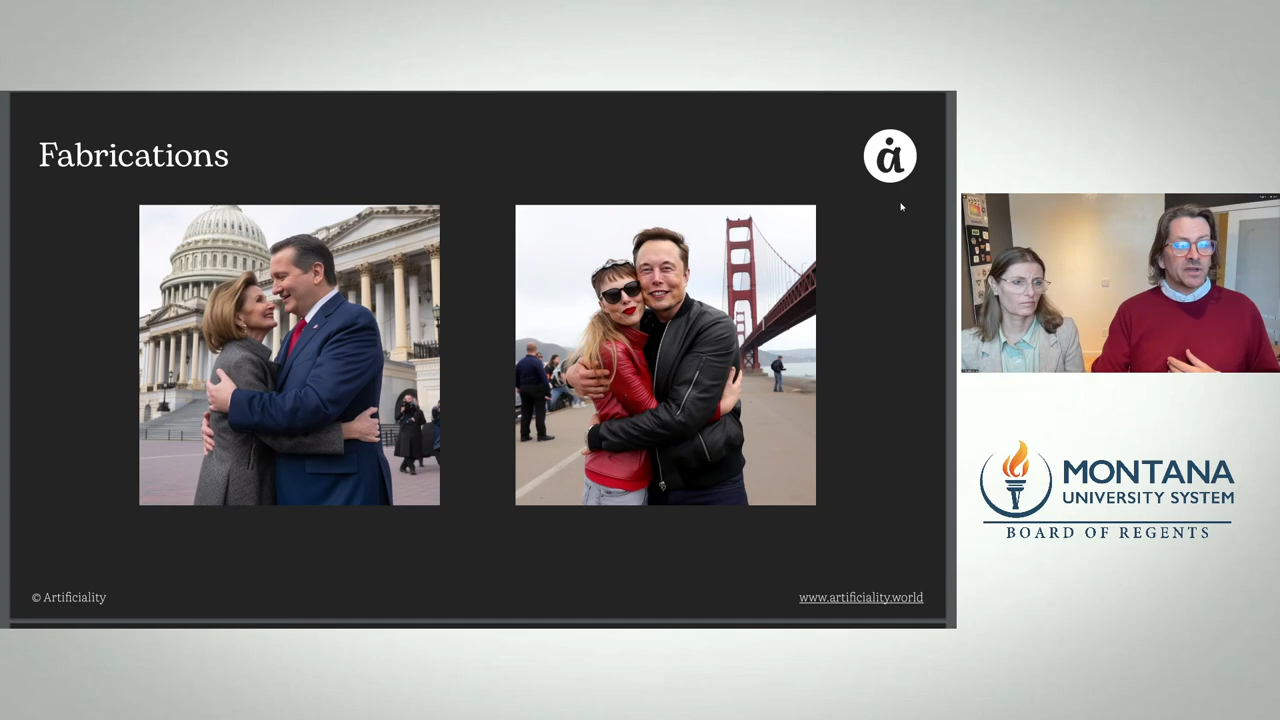 Fabrications
© Artificiality
www.artificiality.world
MONTANA
UNIVERSITY SYSTEM
BOARD OF REGENTS